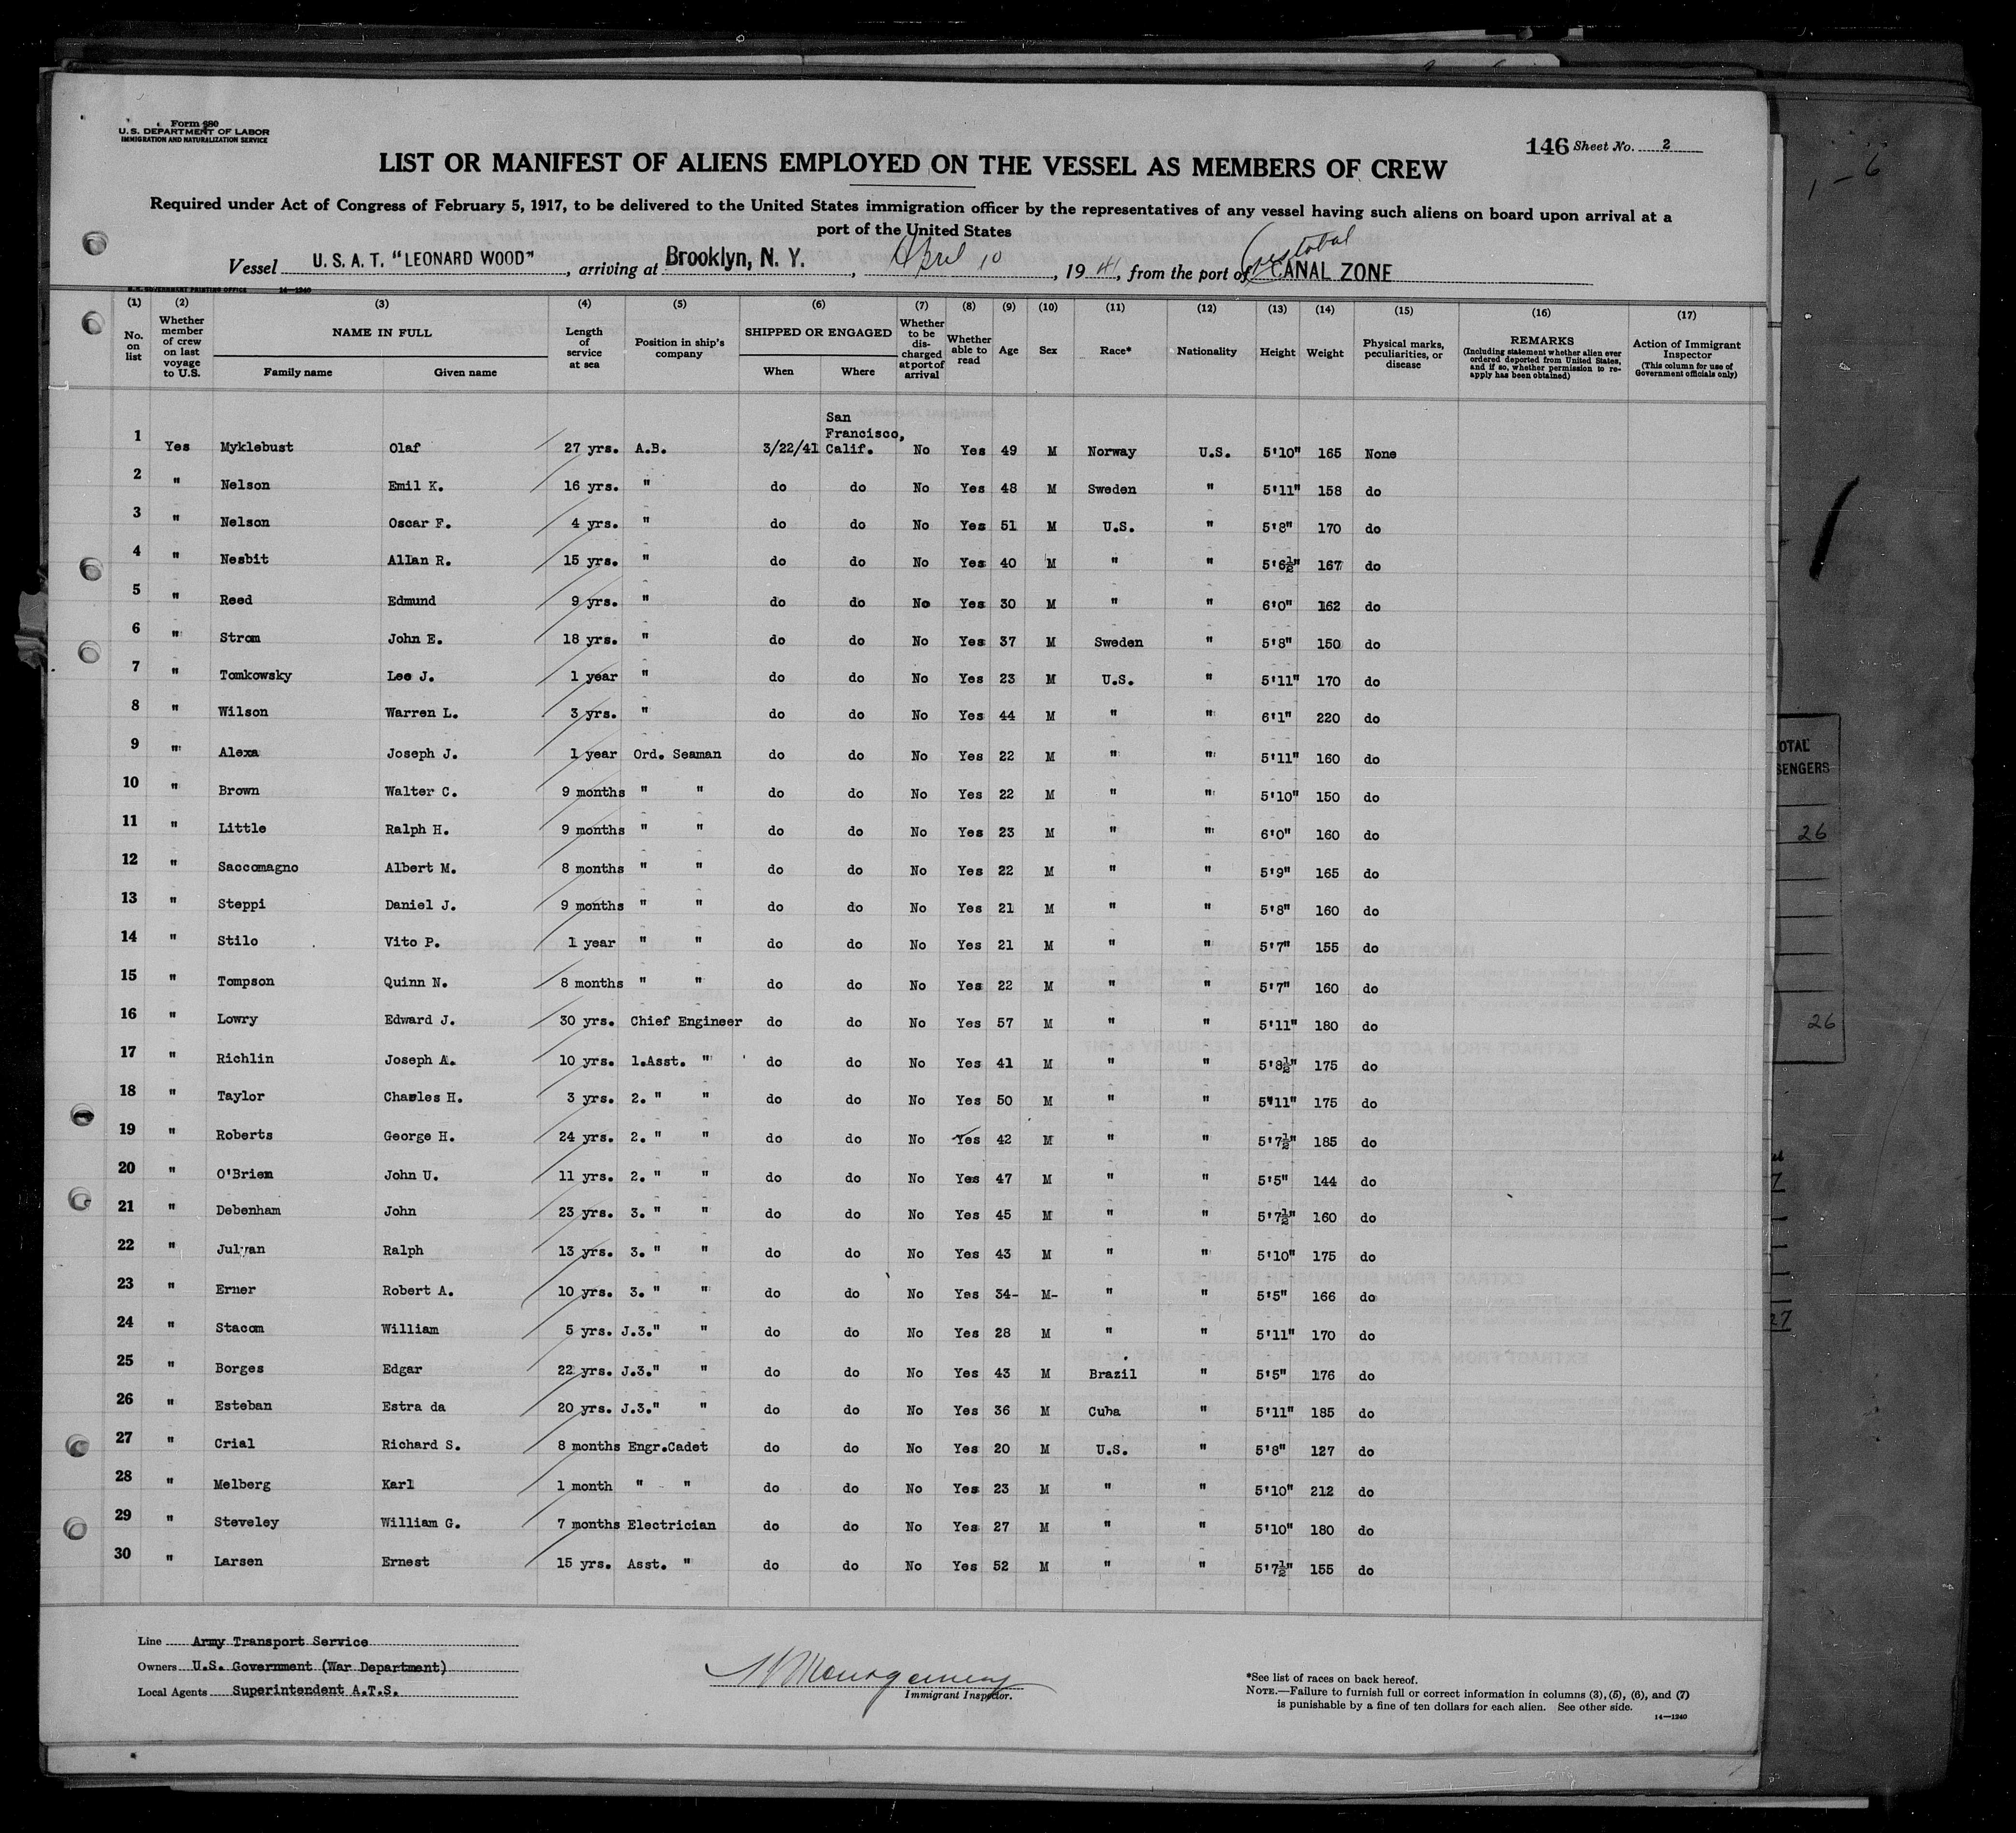 Form 680
U.S. DEPARTMENT OF LABOR
IMMIGRATION AND NATURALIZATION SERVICE
146 Sheet No. 2
LIST OR MANIFEST OF ALIENS EMPLOYED ON THE VESSEL AS MEMBERS OF CREW
Required under Act of Congress of February 5, 1917, to be delivered to the United States immigration officer by the representatives of any vessel having such aliens on board upon arrival at a
port of the United States
Vessel U.S.A.T. "LEONARD WOOD", arriving at Brooklyn, N. Y., April 10, 1941, from the port of Cristobal CANAL ZONE
U.S. GOVERNMENT PRINTING OFFICE 14—1240
(1) (2) (3) (4) (5) (6) (7) (8) (9) (10) (11) (12) (13) (14) (15) (16) (17)
No. on list | Whether member of crew on last voyage to U.S. | NAME IN FULL Family name Given name | Length of service at sea | Position in ship's company | SHIPPED OR ENGAGED When Where | Whether to be discharged at port of arrival | Whether able to read | Age | Sex | Race* | Nationality | Height | Weight | Physical marks, peculiarities, or disease | REMARKS (Including statement whether alien ever ordered deported from United States, and if so, whether permission to reapply has been obtained) | Action of Immigrant Inspector (This column for use of Government officials only)
1 Yes Myklebust Olaf 27 yrs. A.B. 3/22/41 San Francisco, Calif. No Yes 49 M Norway U.S. 5'10" 165 None
2 " Nelson Emil K. 16 yrs. " do do No Yes 48 M Sweden " 5'11" 158 do
3 " Nelson Oscar F. 4 yrs. " do do No Yes 51 M U.S. " 5'8" 170 do
4 " Nesbit Allan R. 15 yrs. " do do No Yes 40 M " " 5'6½" 167 do
5 " Reed Edmund 9 yrs. " do do No Yes 30 M " " 6'0" 162 do
6 " Strom John E. 18 yrs. " do do No Yes 37 M Sweden " 5'8" 150 do
7 " Tomkowsky Lee J. 1 year " do do No Yes 23 M U.S. " 5'11" 170 do
8 " Wilson Warren L. 3 yrs. " do do No Yes 44 M " " 6'1" 220 do
9 " Alexa Joseph J. 1 year Ord. Seaman do do No Yes 22 M " " 5'11" 160 do
10 " Brown Walter C. 9 months " " do do No Yes 22 M " " 5'10" 150 do
11 " Little Ralph H. 9 months " " do do No Yes 23 M " " 6'0" 160 do
12 " Saccomagno Albert M. 8 months " " do do No Yes 22 M " " 5'9" 165 do
13 " Steppi Daniel J. 9 months " " do do No Yes 21 M " " 5'8" 160 do
14 " Stilo Vito P. 1 year " " do do No Yes 21 M " " 5'7" 155 do
15 " Tompson Quinn N. 8 months " " do do No Yes 22 M " " 5'7" 160 do
16 " Lowry Edward J. 30 yrs. Chief Engineer do do No Yes 57 M " " 5'11" 180 do
17 " Richlin Joseph A. 10 yrs. 1.Asst. " do do No Yes 41 M " " 5'8½" 175 do
18 " Taylor Charles H. 3 yrs. 2. " " do do No Yes 50 M " " 5'11" 175 do
19 " Roberts George H. 24 yrs. 2. " " do do No Yes 42 M " " 5'7½" 185 do
20 " O'Brien John U. 11 yrs. 2. " " do do No Yes 47 M " " 5'5" 144 do
21 " Debenham John 23 yrs. 3. " " do do No Yes 45 M " " 5'7½" 160 do
22 " Julyan Ralph 13 yrs. 3. " " do do No Yes 43 M " " 5'10" 175 do
23 " Erner Robert A. 10 yrs. 3. " " do do No Yes 34- M- " " 5'5" 166 do
24 " Stacom William 5 yrs. J.3." " do do No Yes 28 M " " 5'11" 170 do
25 " Borges Edgar 22 yrs. J.3." " do do No Yes 43 M Brazil " 5'5" 176 do
26 " Esteban Estra da 20 yrs. J.3." " do do No Yes 36 M Cuba " 5'11" 185 do
27 " Crial Richard S. 8 months Engr.Cadet do do No Yes 20 M U.S. " 5'8" 127 do
28 " Melberg Karl 1 month " " do do No Yes 23 M " " 5'10" 212 do
29 " Steveley William G. 7 months Electrician do do No Yes 27 M " " 5'10" 180 do
30 " Larsen Ernest 15 yrs. Asst. " do do No Yes 52 M " " 5'7½" 155 do
Line Army Transport Service
Owners U.S. Government (War Department)
Local Agents Superintendent A.T.S.
Immigrant Inspector.
*See list of races on back hereof.
NOTE.—Failure to furnish full or correct information in columns (3), (5), (6), and (7)
is punishable by a fine of ten dollars for each alien. See other side.
14—1240
26
26